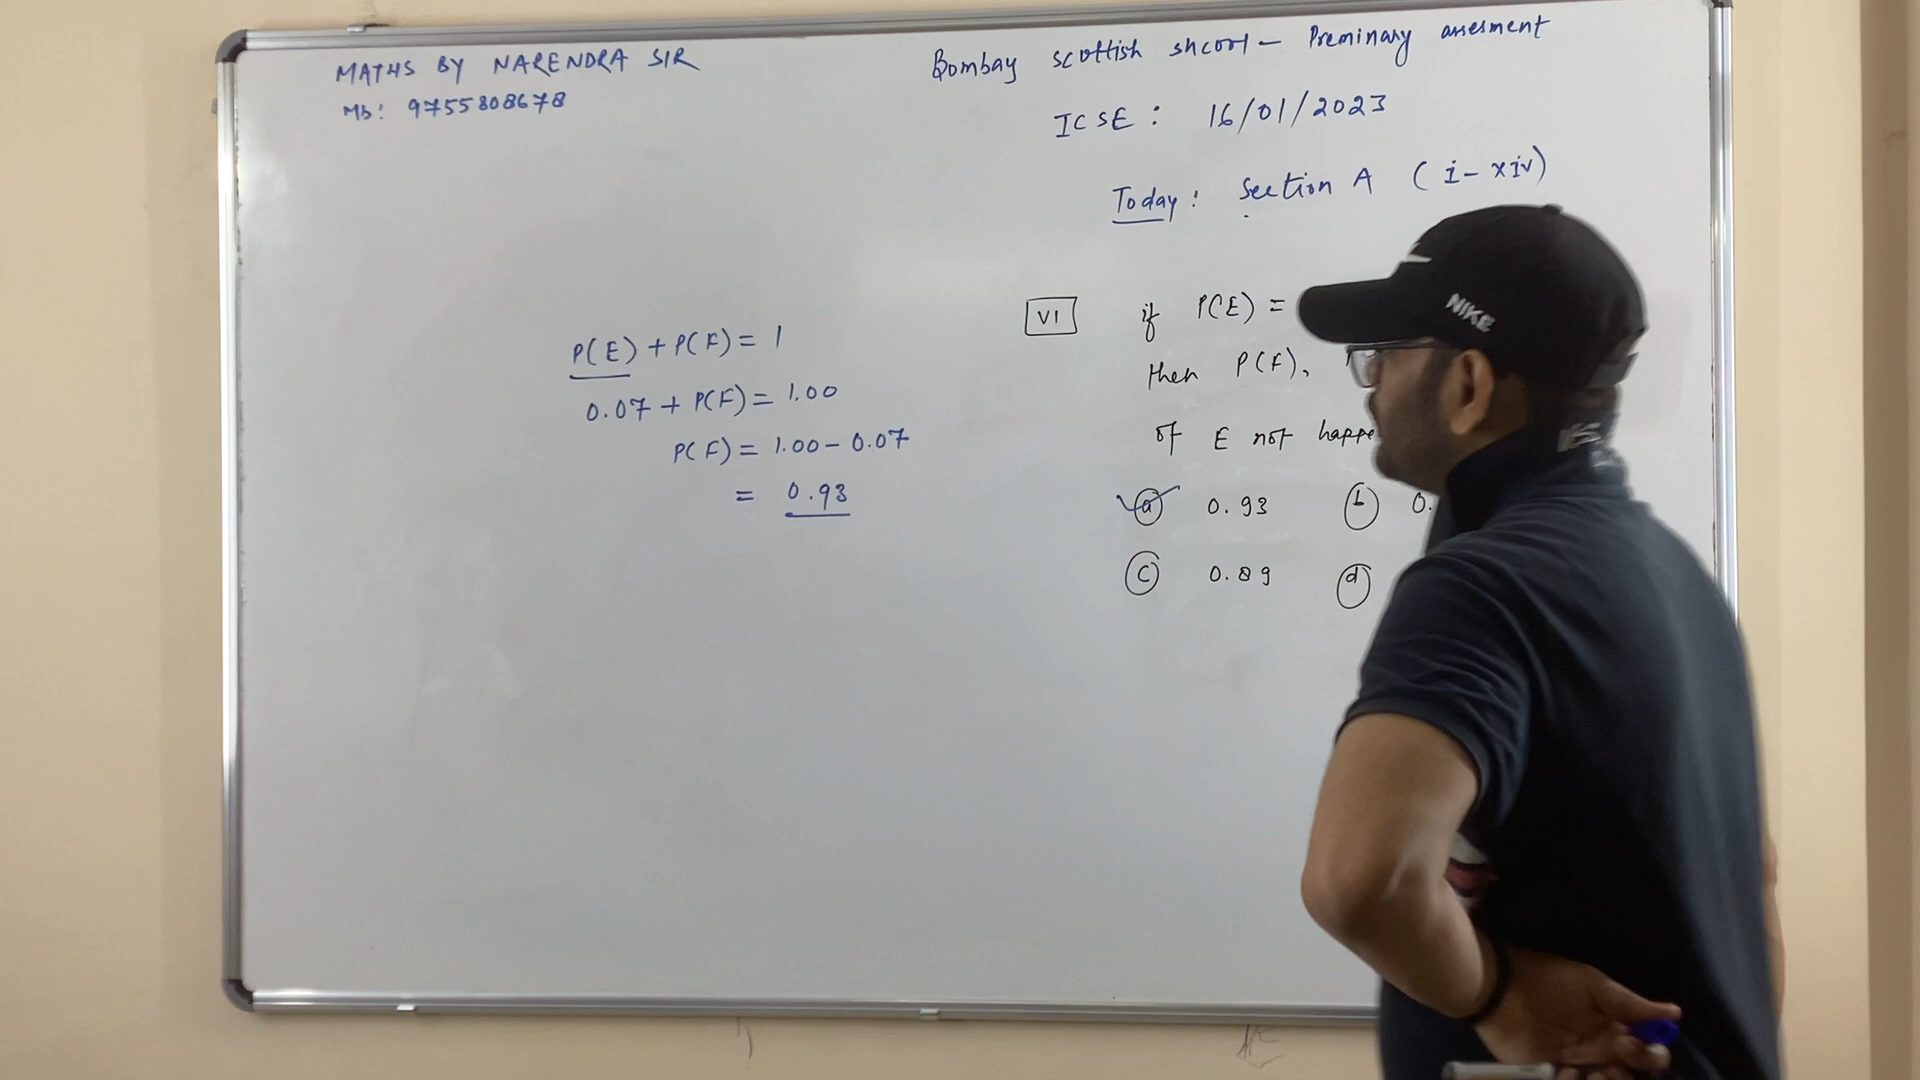 MATHS BY NARENDRA SIR
Mb: 9755808678
Bombay scottish shcool - Preminary assesment
ICSE: 16/01/2023
Today: Section A (i - xiv)
P(E) + P(F) = 1
0.07 + P(F) = 1.00
P(F) = 1.00 - 0.07
= 0.93
VI if P(E) =
then P(F),
of E not happe
a 0.93 b 0.
c 0.89 d
NIKE